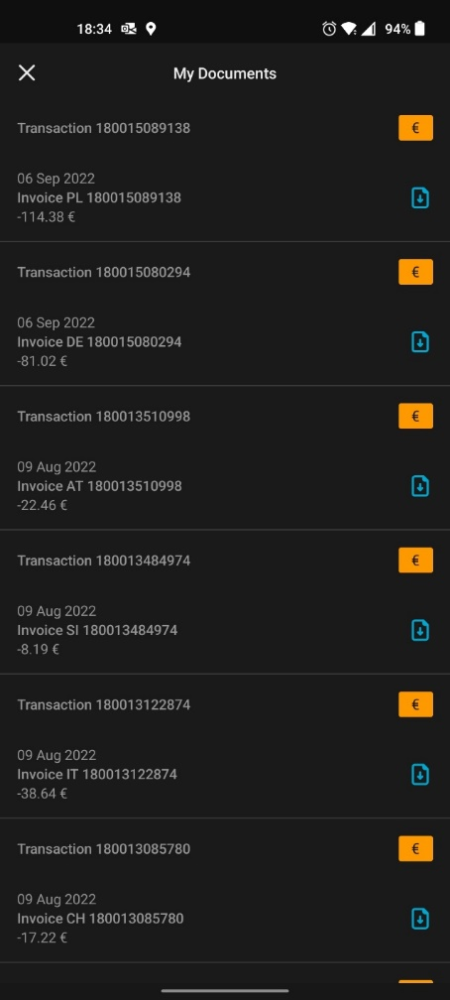 18:34
94%
My Documents
Transaction 180015089138
€
06 Sep 2022
Invoice PL 180015089138
-114.38 €
Transaction 180015080294
€
06 Sep 2022
Invoice DE 180015080294
-81.02 €
Transaction 180013510998
€
09 Aug 2022
Invoice AT 180013510998
-22.46 €
Transaction 180013484974
€
09 Aug 2022
Invoice SI 180013484974
-8.19 €
Transaction 180013122874
€
09 Aug 2022
Invoice IT 180013122874
-38.64 €
Transaction 180013085780
€
09 Aug 2022
Invoice CH 180013085780
-17.22 €